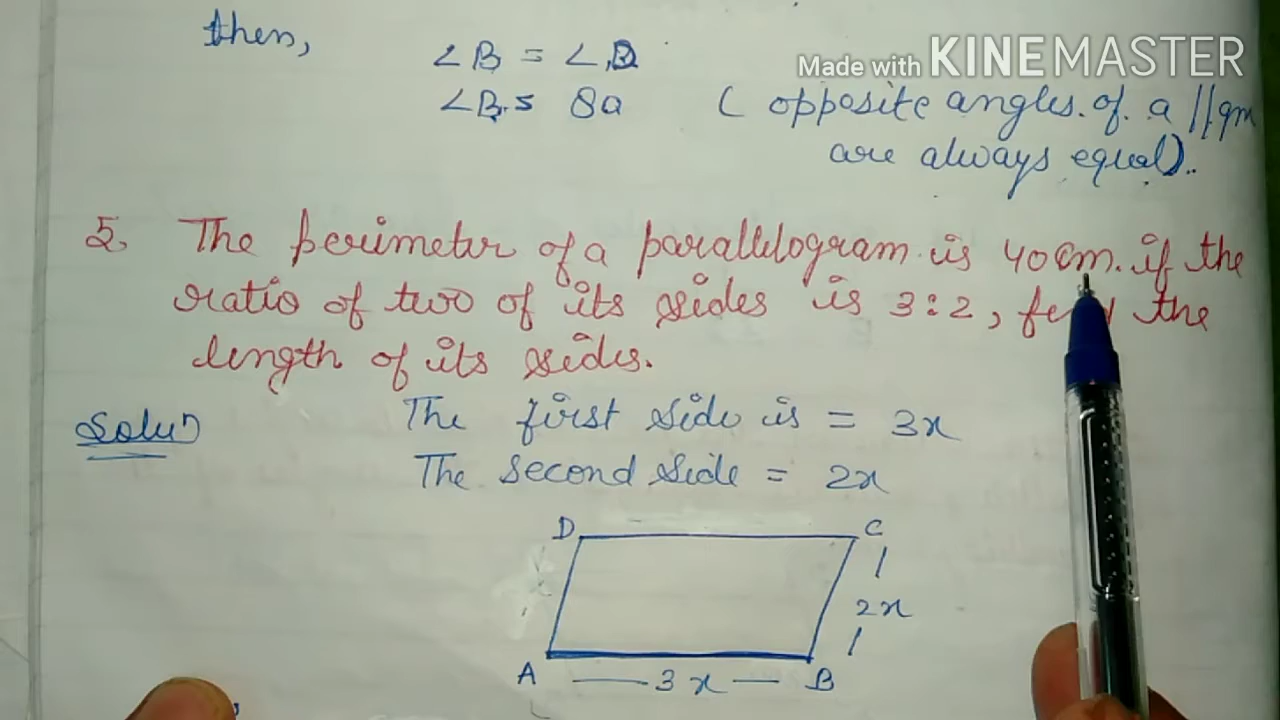 then,
∠B = ∠D
Made with KINEMASTER
∠B = 8a ( opposite angles of a ||gm
are always equal).
5. The perimeter of a parallelogram is 40cm. if the
ratio of two of its sides is 3:2, the
length of its sides.
Solun The first side is = 3x
The second side = 2x
D C
2x
A 3x B